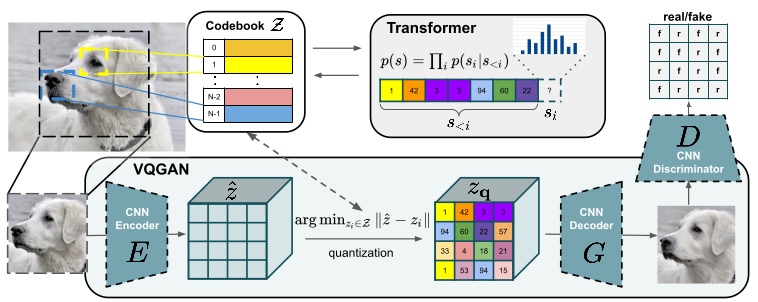 Codebook Z
0
1
N-2
N-1
Transformer
p(s) = ∏i p(si|s<i)
1 42 3 3 94 60 22 ?
s<i
si
real/fake
f r f r
f r r r
r f r f
f r r r
D
CNN
Discriminator
VQGAN
CNN
Encoder
E
ẑ
arg min zi∈Z ‖ẑ − zi‖
quantization
zq
1 42 3 3
94 60 22 57
33 4 18 21
1 53 94 15
CNN
Decoder
G